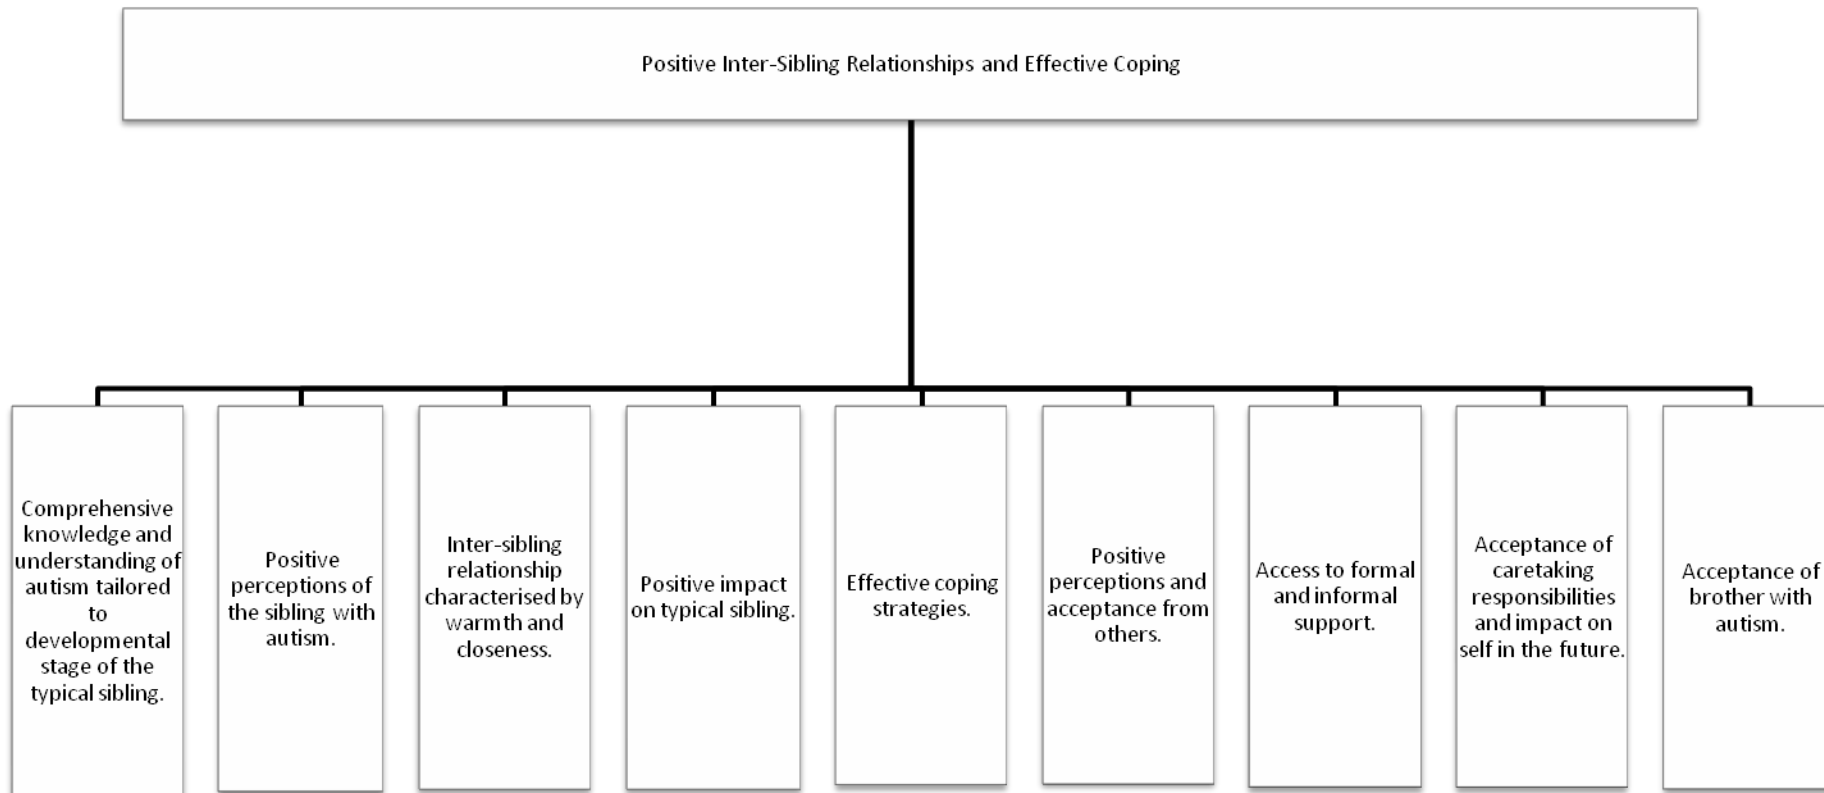 Positive Inter-Sibling Relationships and Effective Coping
Comprehensive
knowledge and
understanding of
autism tailored
to
developmental
stage of the
typical sibling.
Positive
perceptions of
the sibling with
autism.
Inter-sibling
relationship
characterised by
warmth and
closeness.
Positive impact
on typical sibling.
Effective coping
strategies.
Positive
perceptions and
acceptance from
others.
Access to formal
and informal
support.
Acceptance of
caretaking
responsibilities
and impact on
self in the future.
Acceptance of
brother with
autism.